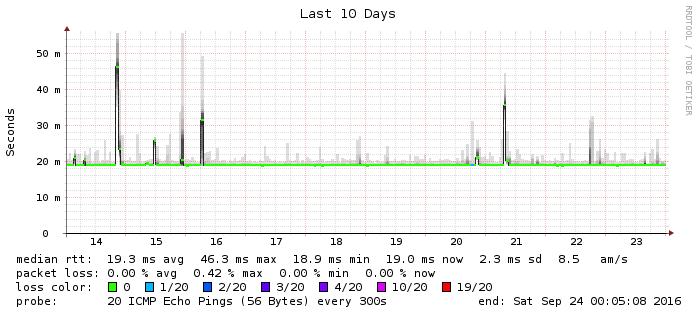 Last 10 Days
RRDTOOL / TOBI OETIKER
Seconds
50 m
40 m
30 m
20 m
10 m
0
14 15 16 17 18 19 20 21 22 23
median rtt: 19.3 ms avg 46.3 ms max 18.9 ms min 19.0 ms now 2.3 ms sd 8.5 am/s
packet loss: 0.00 % avg 0.42 % max 0.00 % min 0.00 % now
loss color: 0 1/20 2/20 3/20 4/20 10/20 19/20
probe: 20 ICMP Echo Pings (56 Bytes) every 300s end: Sat Sep 24 00:05:08 2016